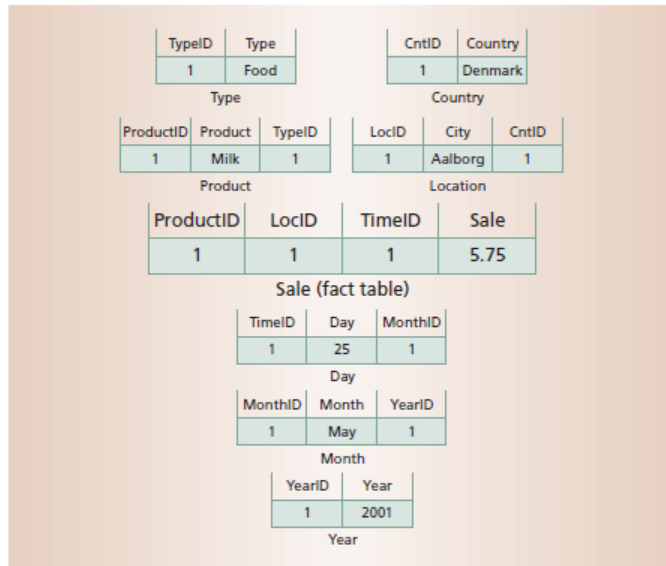 TypeID Type CntID Country
1 Food 1 Denmark
Type Country
ProductID Product TypeID LocID City CntID
1 Milk 1 1 Aalborg 1
Product Location
ProductID LocID TimeID Sale
1 1 1 5.75
Sale (fact table)
TimeID Day MonthID
1 25 1
Day
MonthID Month YearID
1 May 1
Month
YearID Year
1 2001
Year